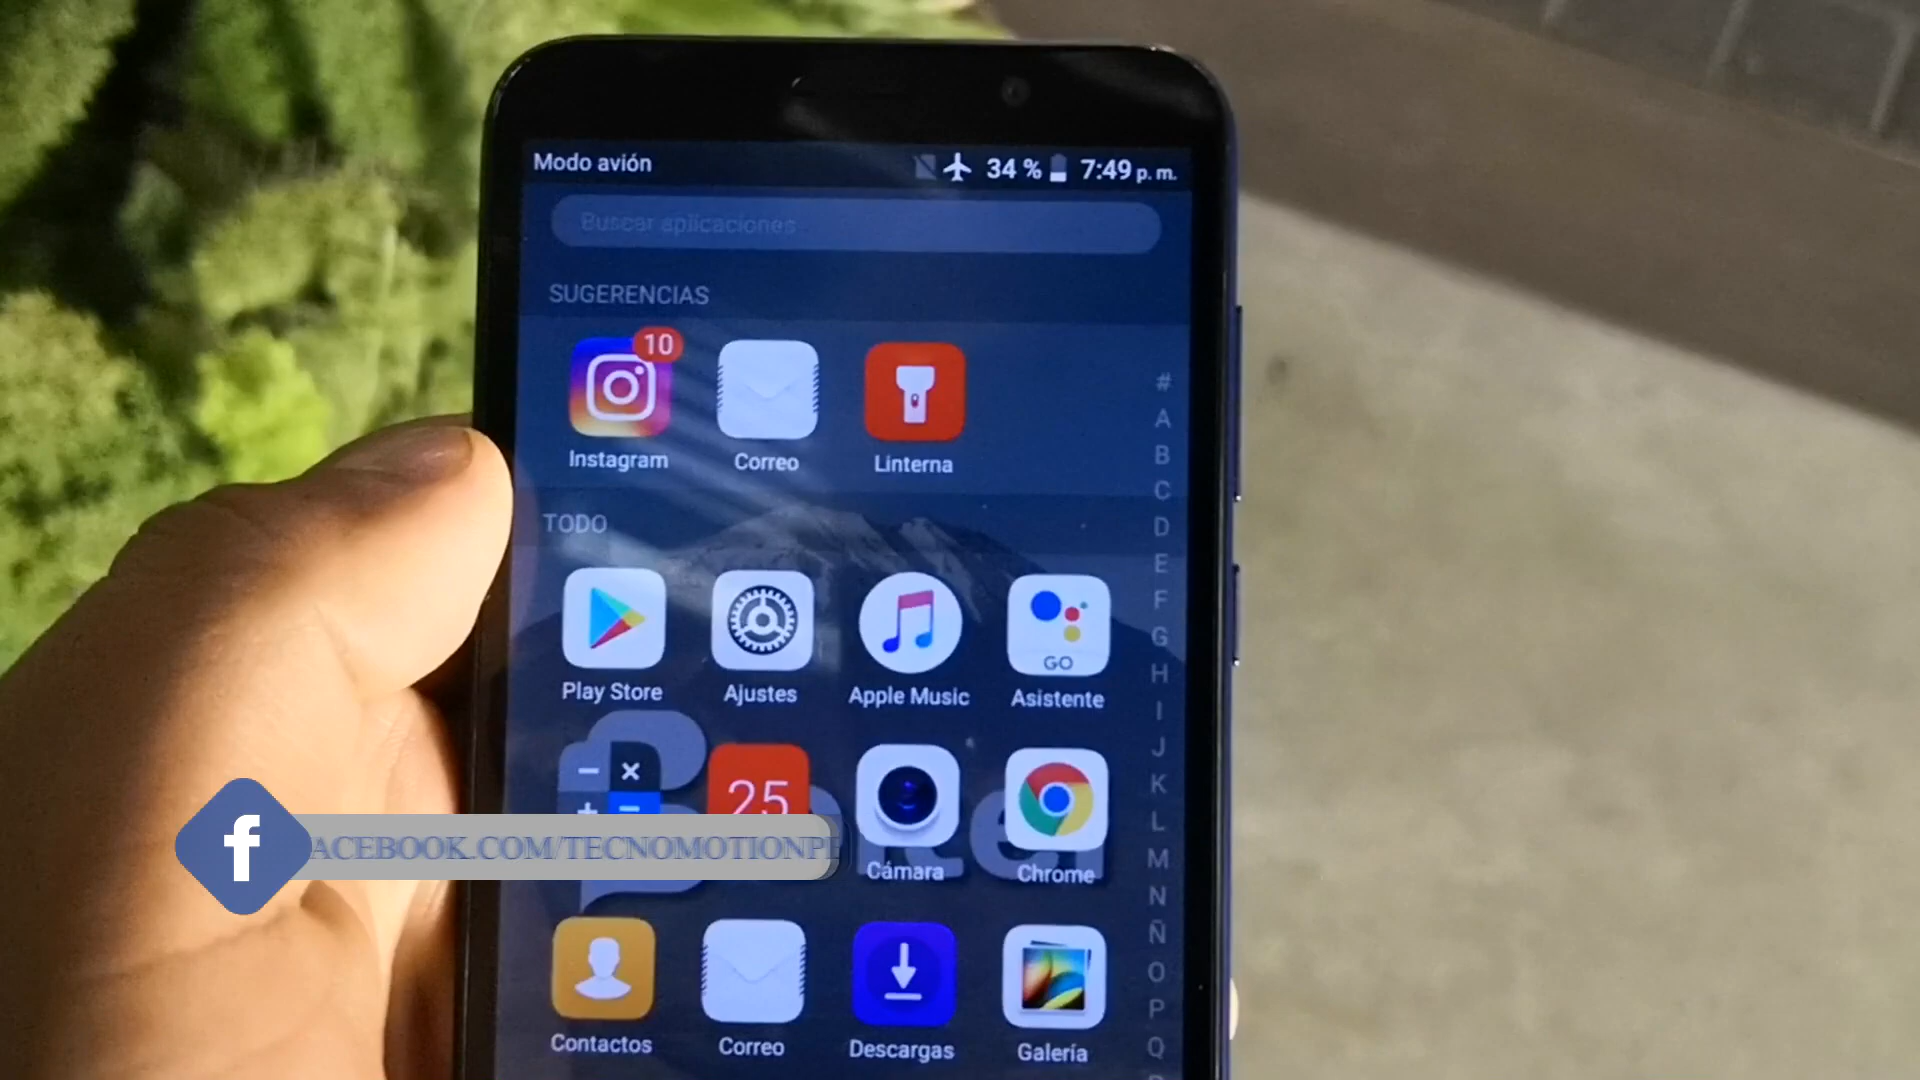 Modo avión 34 % 7:49 p. m.
Buscar aplicaciones
SUGERENCIAS
10
Instagram Correo Linterna
TODO
GO
Play Store Ajustes Apple Music Asistente
25
ACEBOOK.COM/TECNOMOTIONPE
Cámara Chrome
Contactos Correo Descargas Galería
#
A
B
C
D
E
F
G
H
I
J
K
L
M
N
Ñ
O
P
Q